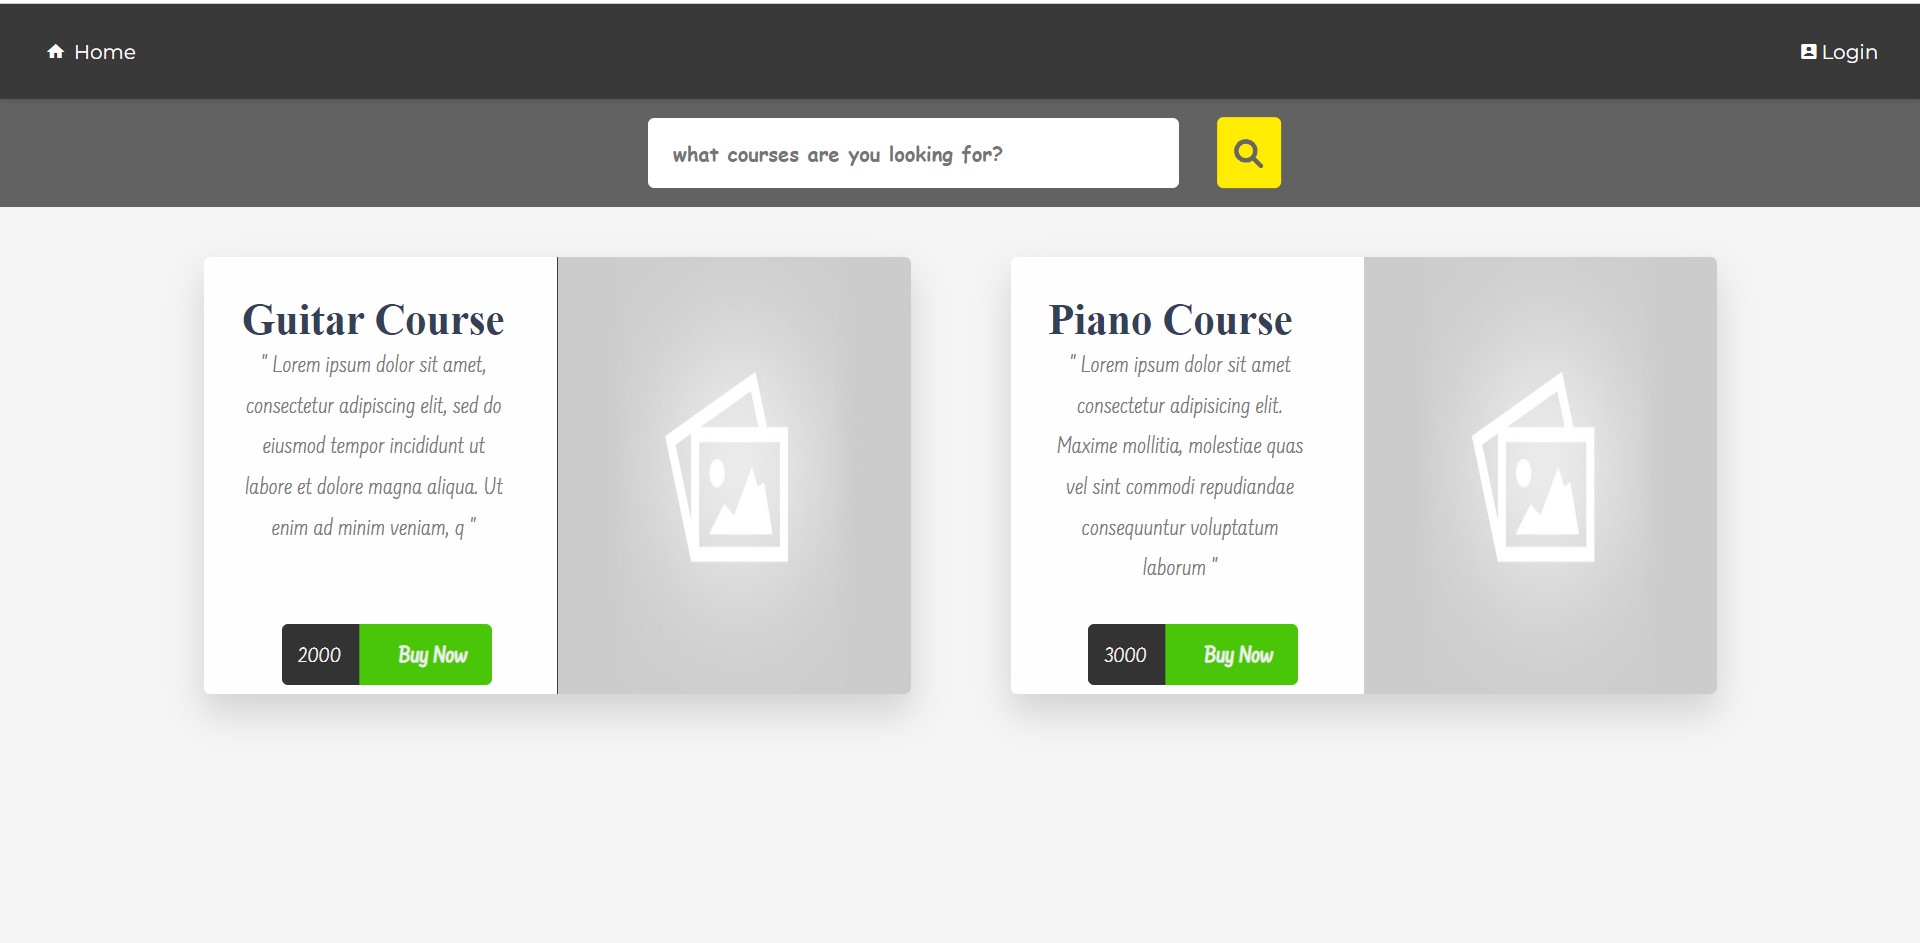 Home
Login
what courses are you looking for?
Guitar Course
" Lorem ipsum dolor sit amet,
consectetur adipiscing elit, sed do
eiusmod tempor incididunt ut
labore et dolore magna aliqua. Ut
enim ad minim veniam, q "
2000
Buy Now
Piano Course
" Lorem ipsum dolor sit amet
consectetur adipisicing elit.
Maxime mollitia, molestiae quas
vel sint commodi repudiandae
consequuntur voluptatum
laborum "
3000
Buy Now